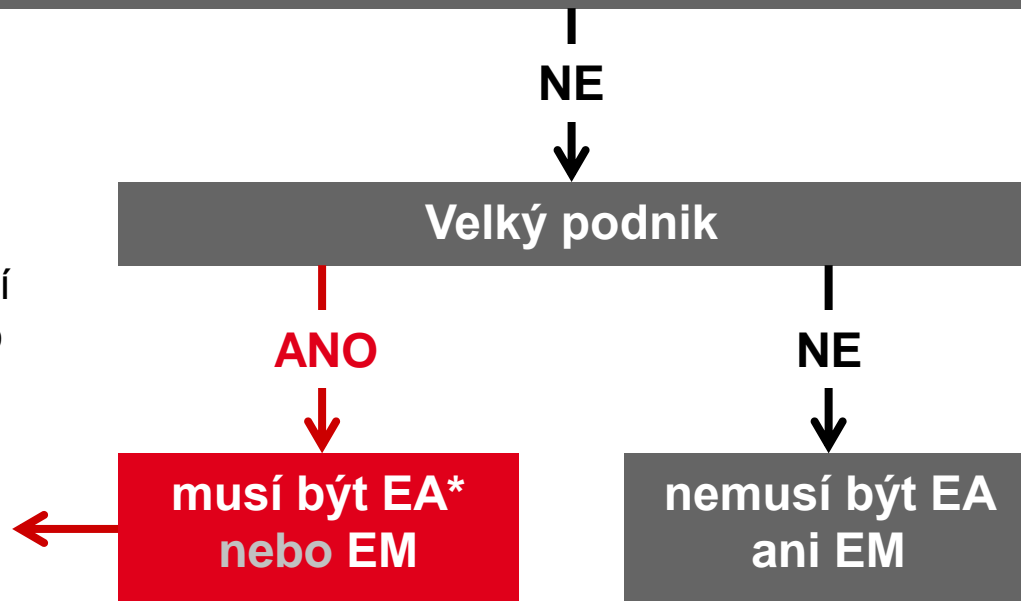 NE
Velký podnik
í
ANO
NE
musí být EA*
nebo EM
nemusí být EA
ani EM